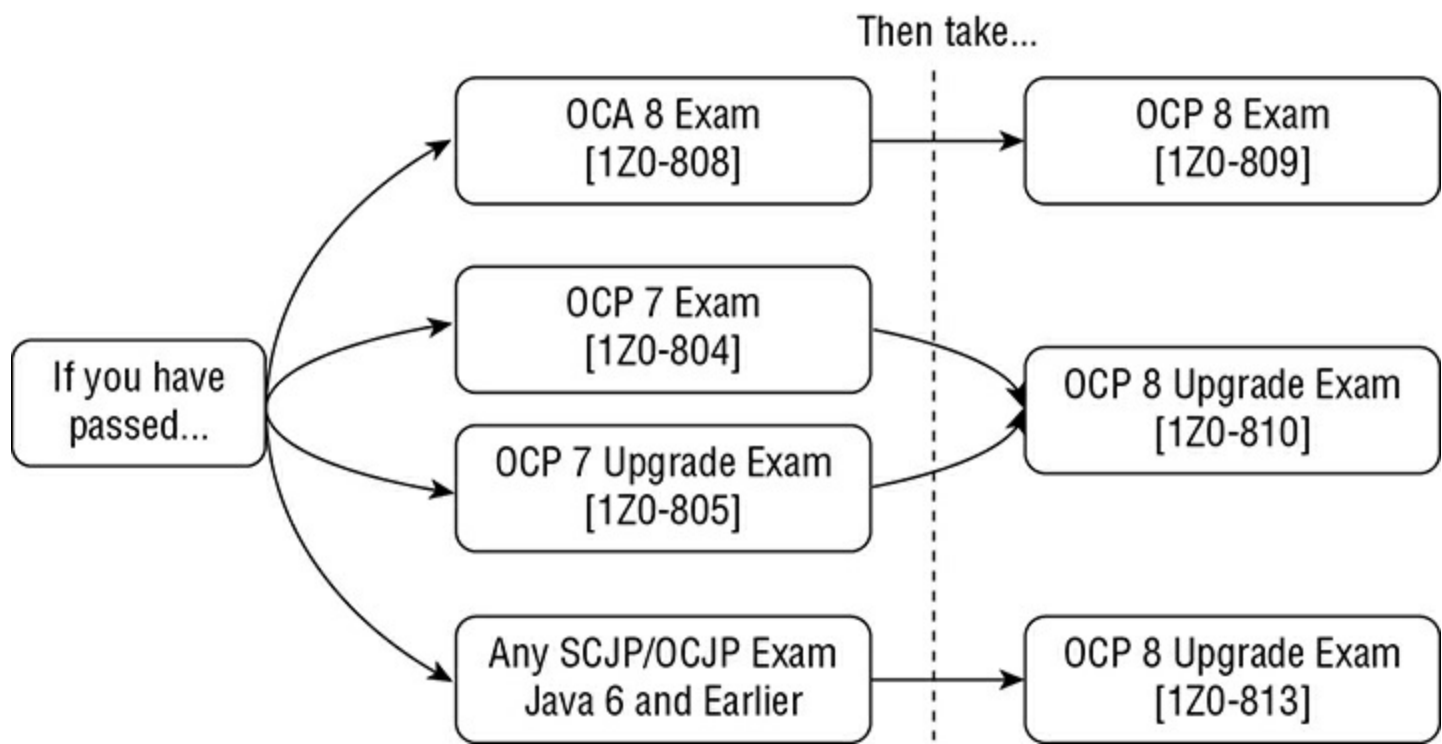 Then take...
OCA 8 Exam
[1Z0-808]
OCP 8 Exam
[1Z0-809]
OCP 7 Exam
[1Z0-804]
If you have
passed...
OCP 8 Upgrade Exam
[1Z0-810]
OCP 7 Upgrade Exam
[1Z0-805]
Any SCJP/OCJP Exam
Java 6 and Earlier
OCP 8 Upgrade Exam
[1Z0-813]